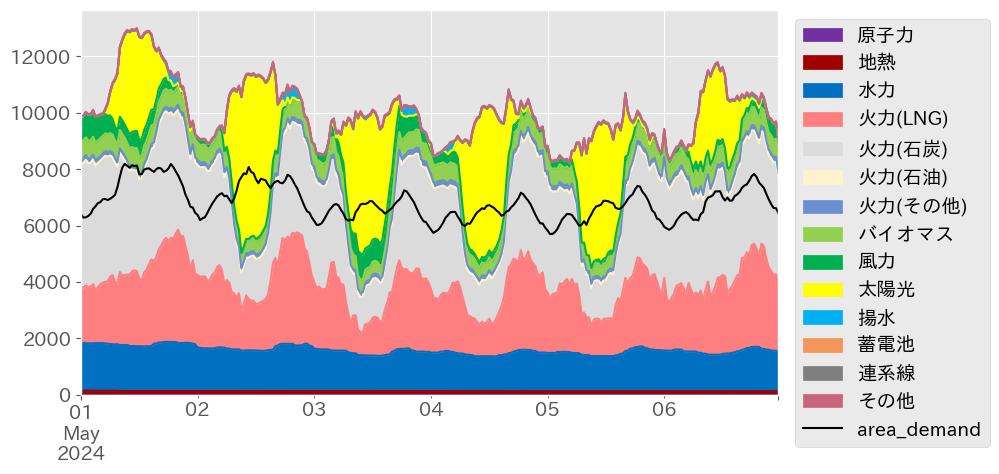 12000
10000
8000
6000
4000
2000
0
01
02
03
04
05
06
May
2024
原子力
地熱
水力
火力(LNG)
火力(石炭)
火力(石油)
火力(その他)
バイオマス
風力
太陽光
揚水
蓄電池
連系線
その他
area_demand